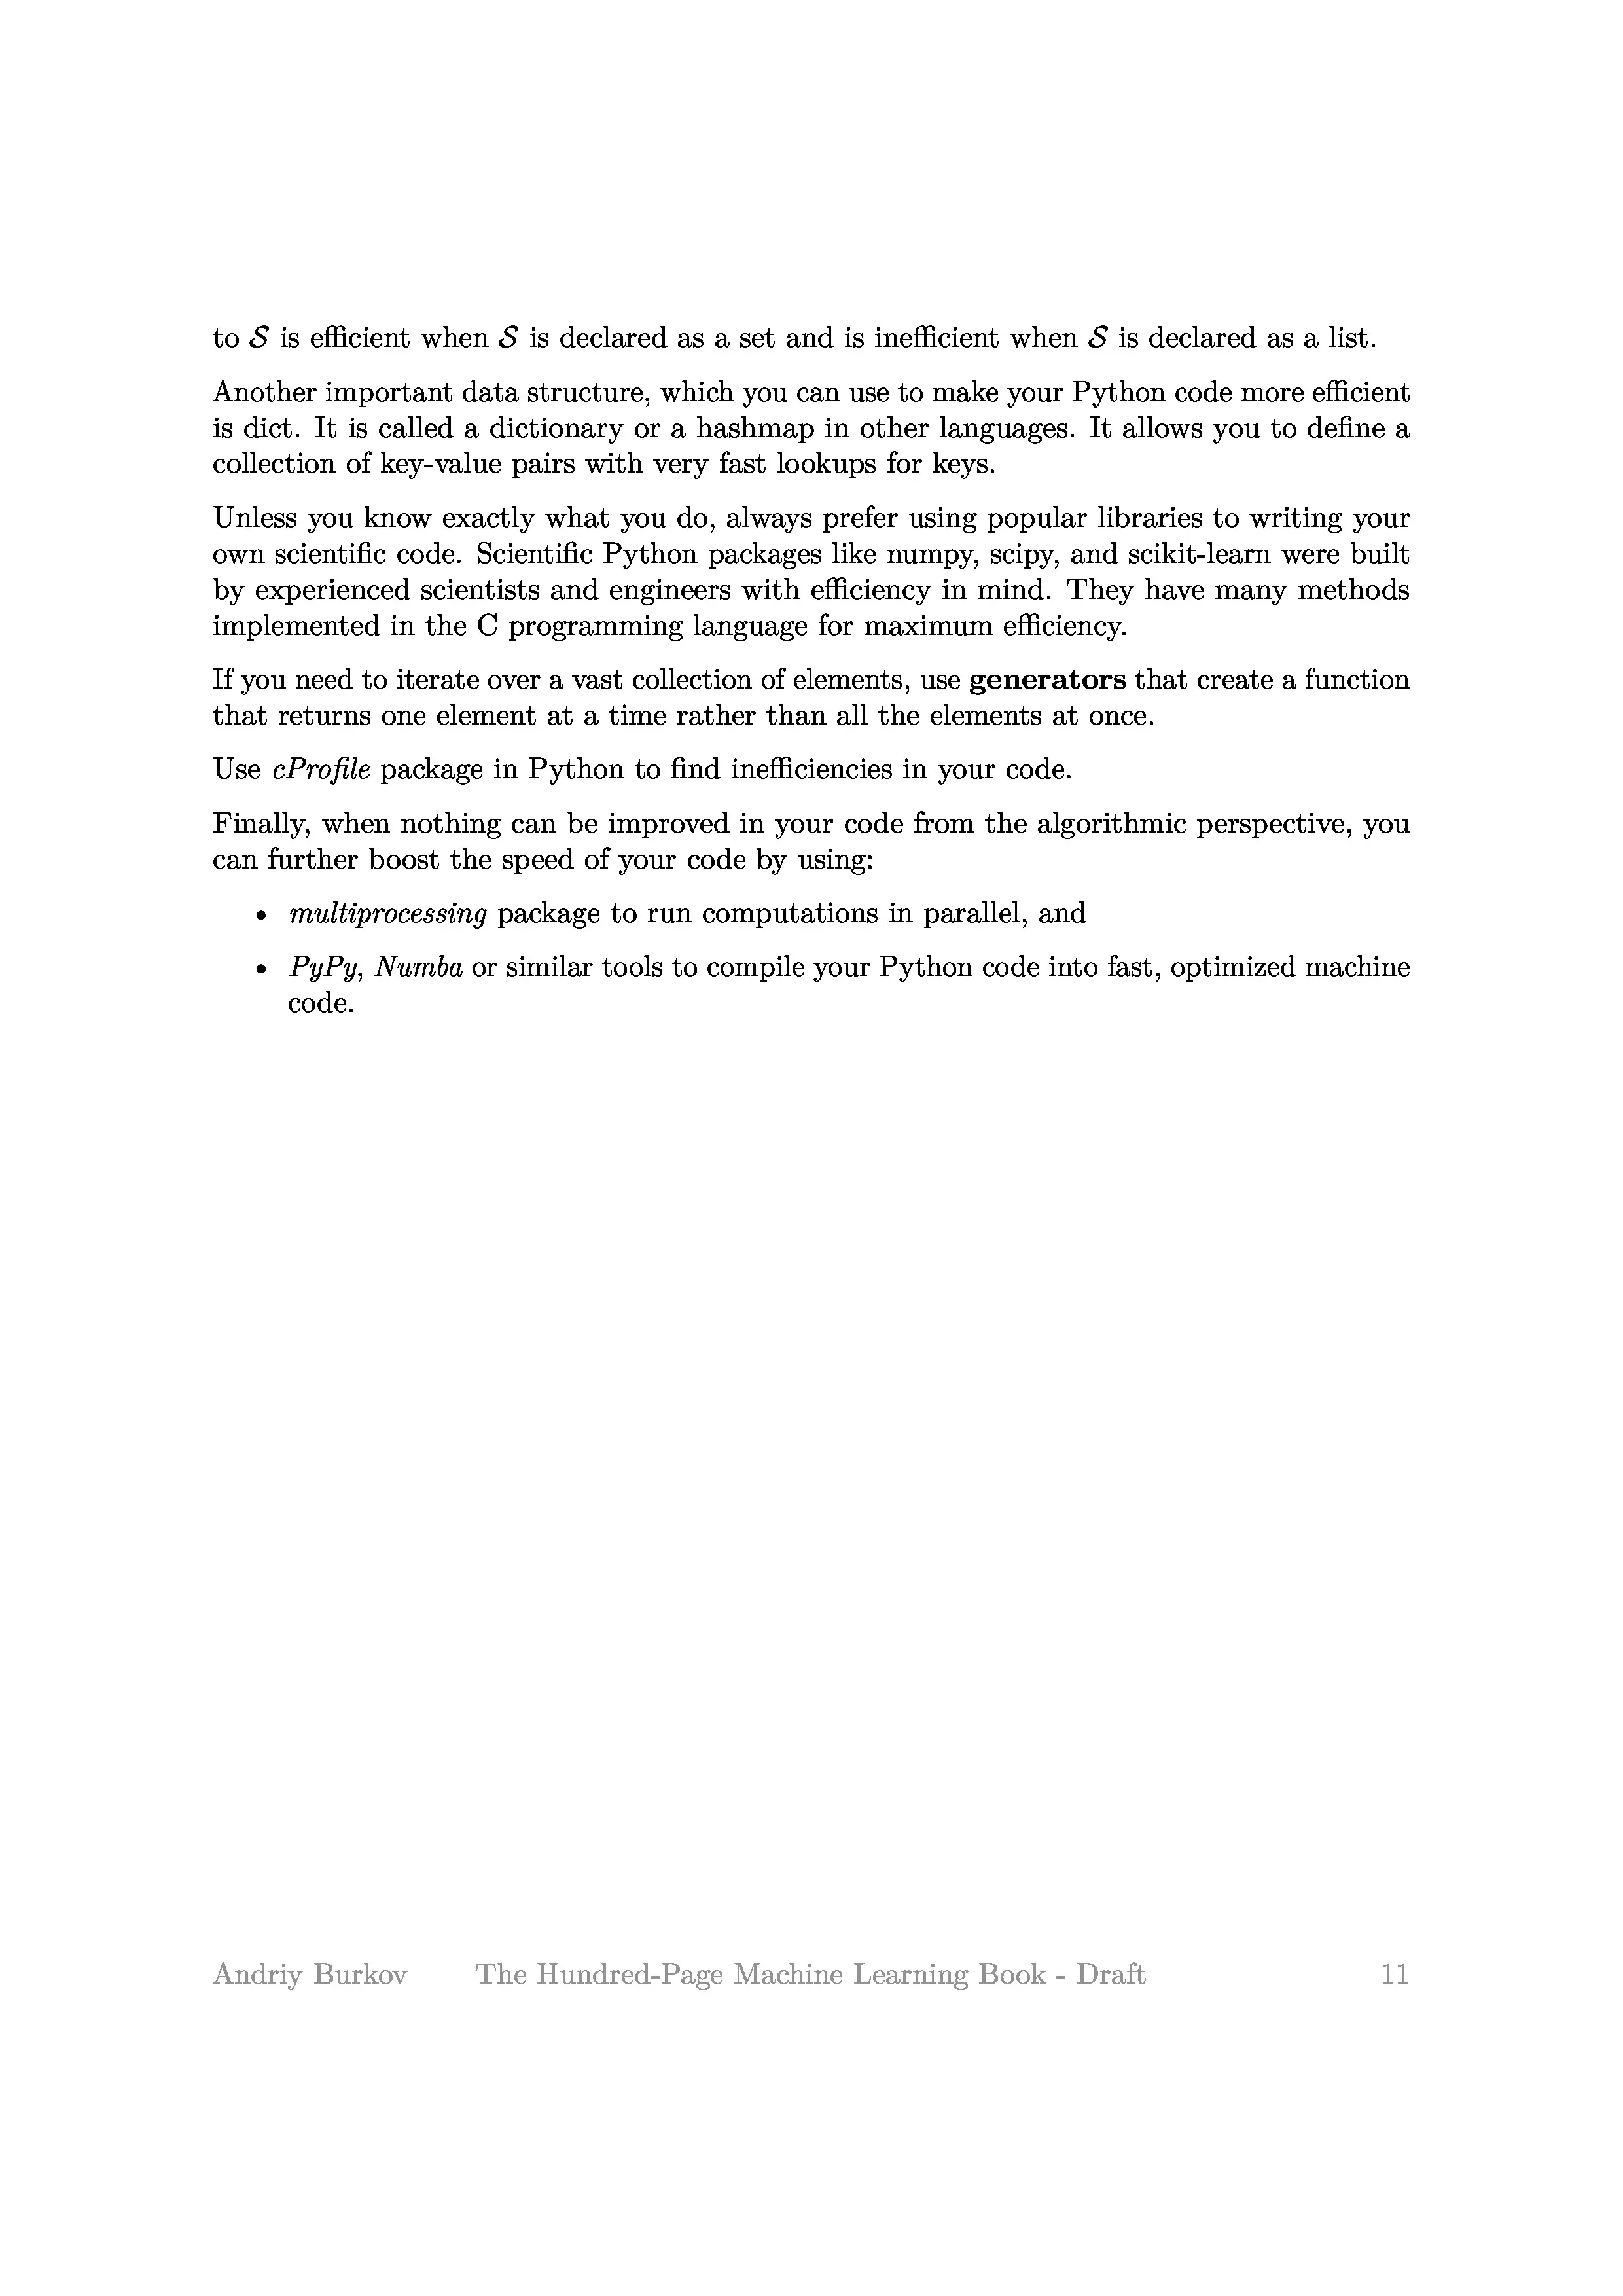 to 𝒮 is efficient when 𝒮 is declared as a set and is inefficient when 𝒮 is declared as a list.
Another important data structure, which you can use to make your Python code more efficient
is dict. It is called a dictionary or a hashmap in other languages. It allows you to define a
collection of key-value pairs with very fast lookups for keys.
Unless you know exactly what you do, always prefer using popular libraries to writing your
own scientific code. Scientific Python packages like numpy, scipy, and scikit-learn were built
by experienced scientists and engineers with efficiency in mind. They have many methods
implemented in the C programming language for maximum efficiency.
If you need to iterate over a vast collection of elements, use generators that create a function
that returns one element at a time rather than all the elements at once.
Use cProfile package in Python to find inefficiencies in your code.
Finally, when nothing can be improved in your code from the algorithmic perspective, you
can further boost the speed of your code by using:
• multiprocessing package to run computations in parallel, and
• PyPy, Numba or similar tools to compile your Python code into fast, optimized machine
code.
Andriy Burkov The Hundred-Page Machine Learning Book - Draft 11